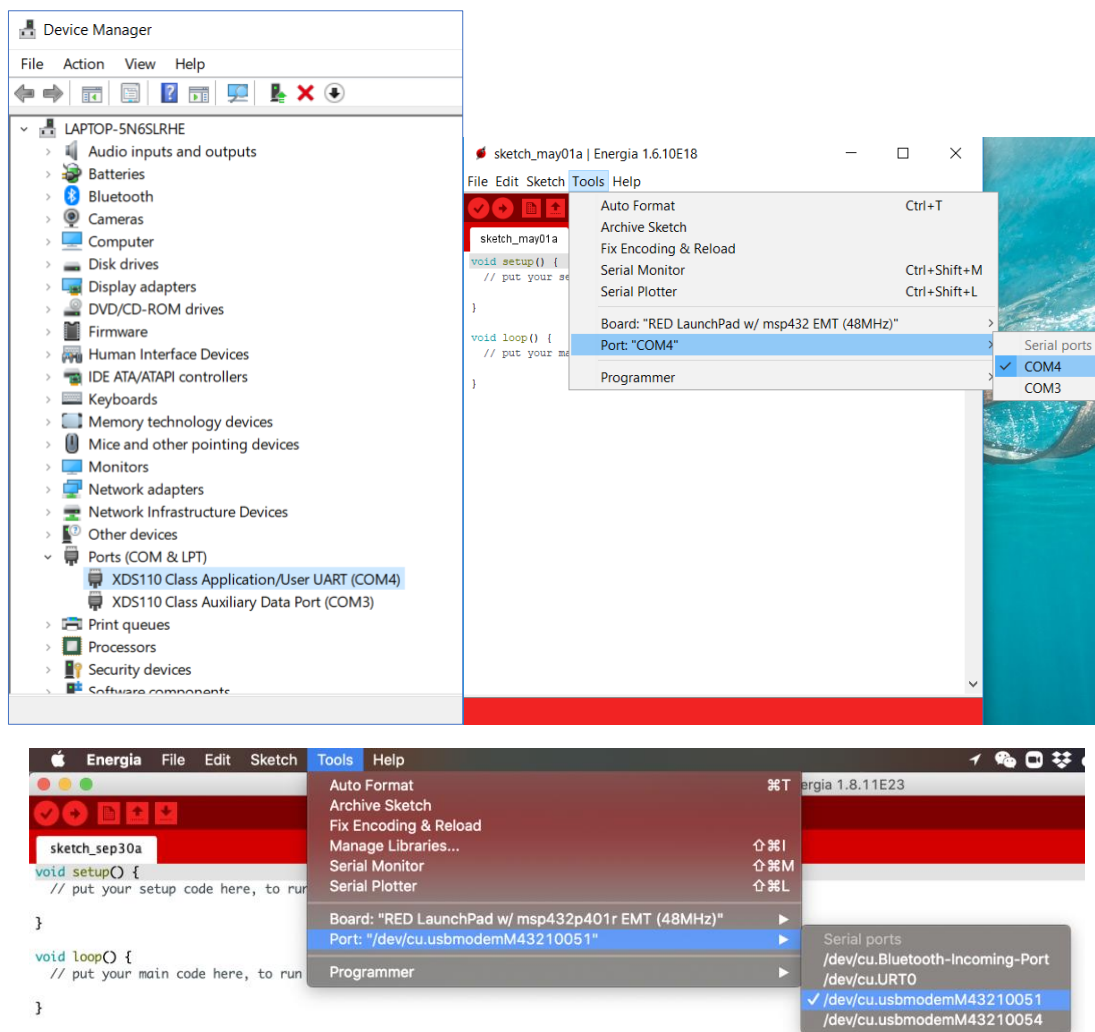 Device Manager
File Action View Help
LAPTOP-5N6SLRHE
Audio inputs and outputs
Batteries
Bluetooth
Cameras
Computer
Disk drives
Display adapters
DVD/CD-ROM drives
Firmware
Human Interface Devices
IDE ATA/ATAPI controllers
Keyboards
Memory technology devices
Mice and other pointing devices
Monitors
Network adapters
Network Infrastructure Devices
Other devices
Ports (COM & LPT)
XDS110 Class Application/User UART (COM4)
XDS110 Class Auxiliary Data Port (COM3)
Print queues
Processors
Security devices
Software components
sketch_may01a | Energia 1.6.10E18
File Edit Sketch Tools Help
sketch_may01a
void setup() {
// put your se
}
void loop() {
// put your ma
}
Auto Format Ctrl+T
Archive Sketch
Fix Encoding & Reload
Serial Monitor Ctrl+Shift+M
Serial Plotter Ctrl+Shift+L
Board: "RED LaunchPad w/ msp432 EMT (48MHz)"
Port: "COM4"
Programmer
Serial ports
COM4
COM3
Energia File Edit Sketch Tools Help
ergia 1.8.11E23
sketch_sep30a
void setup() {
// put your setup code here, to run
}
void loop() {
// put your main code here, to run
}
Auto Format ⌘T
Archive Sketch
Fix Encoding & Reload
Manage Libraries... ⇧⌘I
Serial Monitor ⇧⌘M
Serial Plotter ⇧⌘L
Board: "RED LaunchPad w/ msp432p401r EMT (48MHz)"
Port: "/dev/cu.usbmodemM43210051"
Programmer
Serial ports
/dev/cu.Bluetooth-Incoming-Port
/dev/cu.URT0
/dev/cu.usbmodemM43210051
/dev/cu.usbmodemM43210054